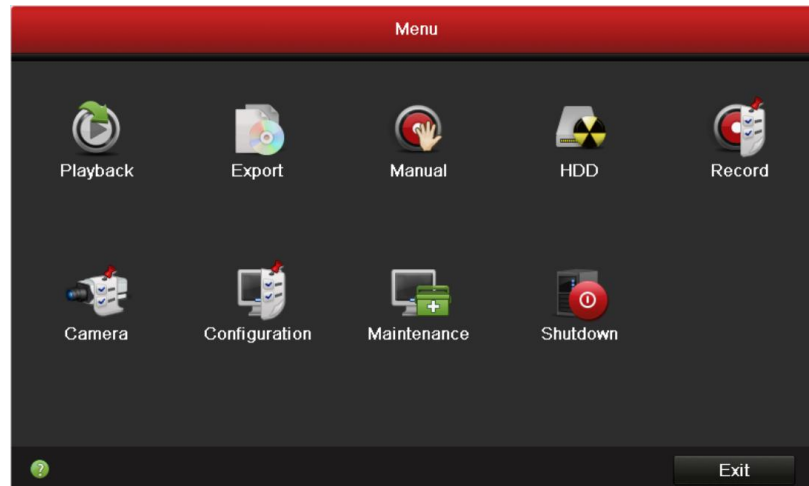 Menu
Playback Export Manual HDD Record
Camera Configuration Maintenance Shutdown
? Exit